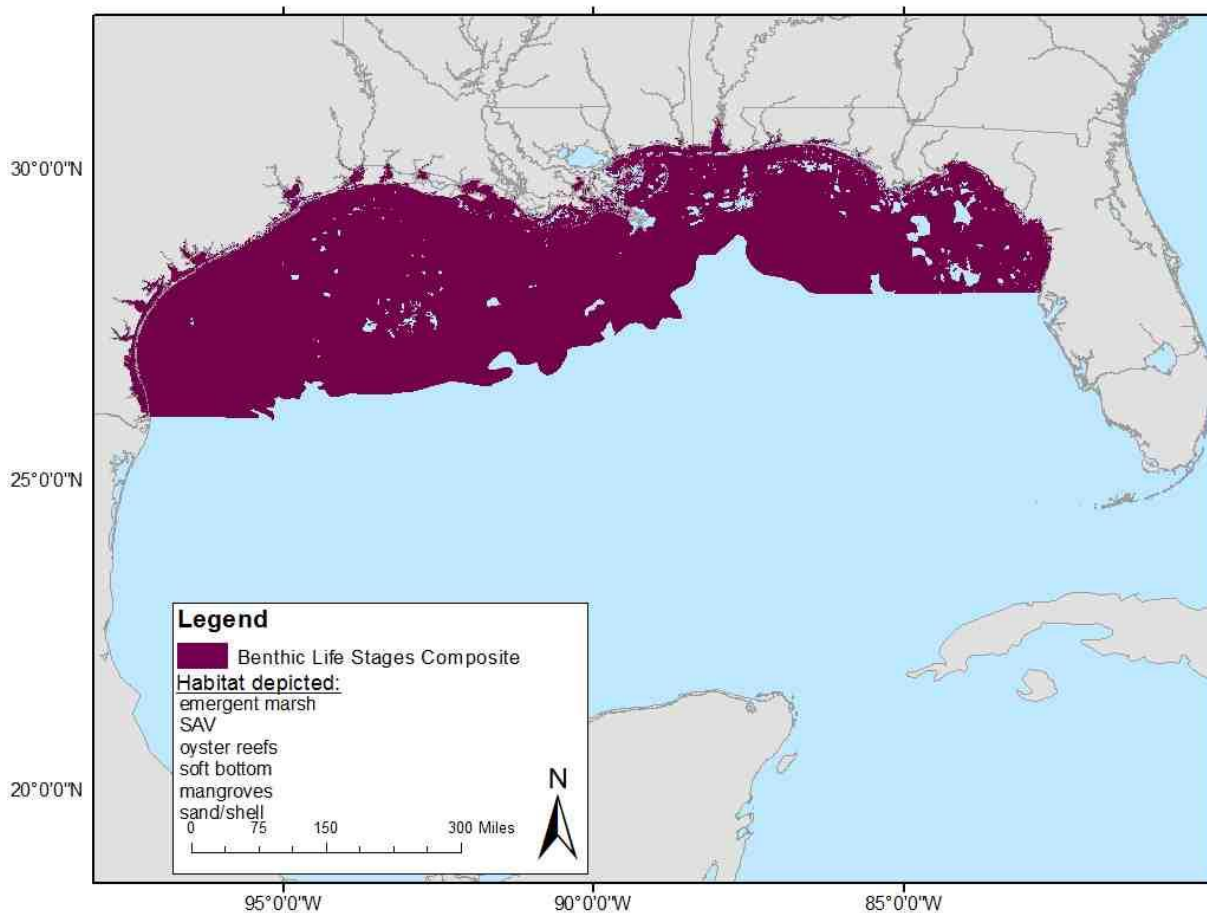 30°0'0"N
25°0'0"N
20°0'0"N
Legend
Benthic Life Stages Composite
Habitat depicted:
emergent marsh
SAV
oyster reefs
soft bottom
mangroves
sand/shell
N
0 75 150 300 Miles
95°0'0"W 90°0'0"W 85°0'0"W